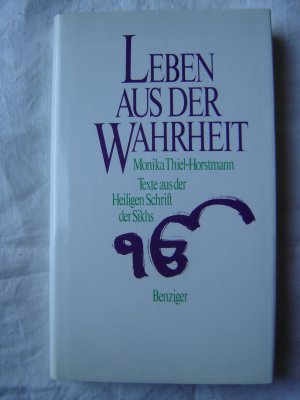 LEBEN
AUS DER
WAHRHEIT
Monika Thiel-Horstmann
Texte aus der
Heiligen Schrift
der Sikhs
ੴ
Benziger